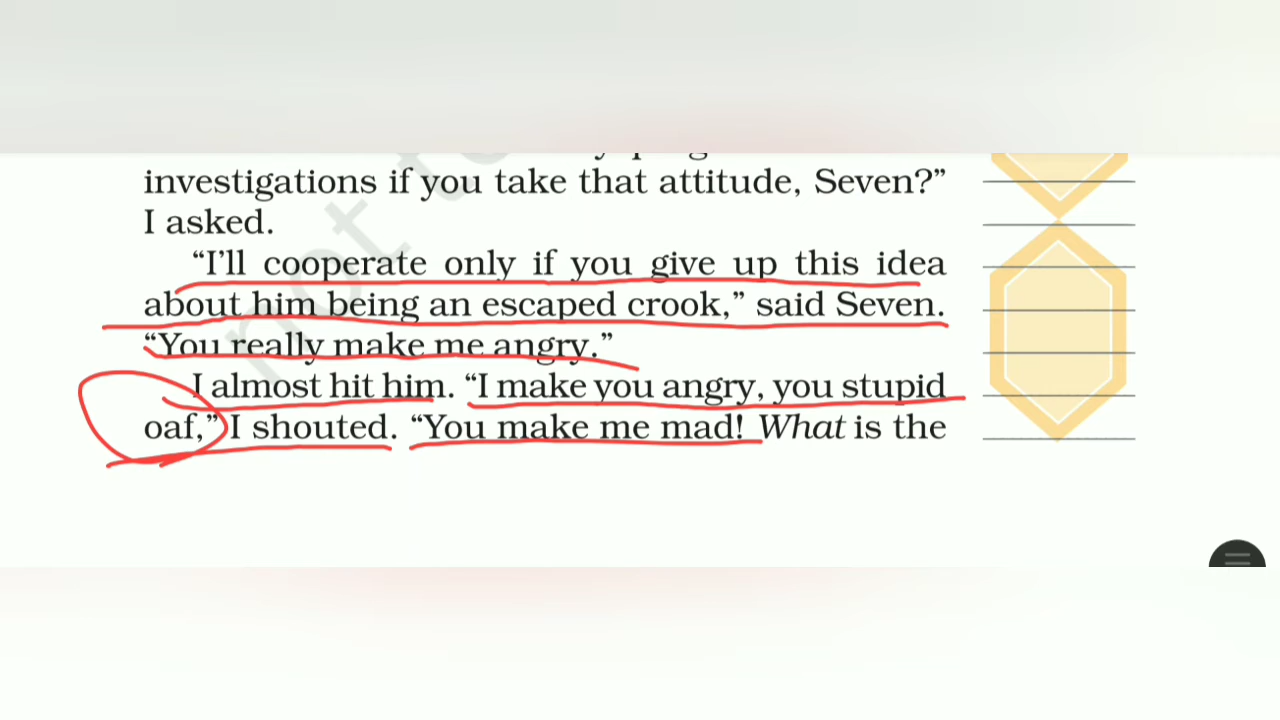 investigations if you take that attitude, Seven?”
I asked.
“I’ll cooperate only if you give up this idea
about him being an escaped crook,” said Seven.
“You really make me angry.”
I almost hit him. “I make you angry, you stupid
oaf,” I shouted. “You make me mad! What is the
not